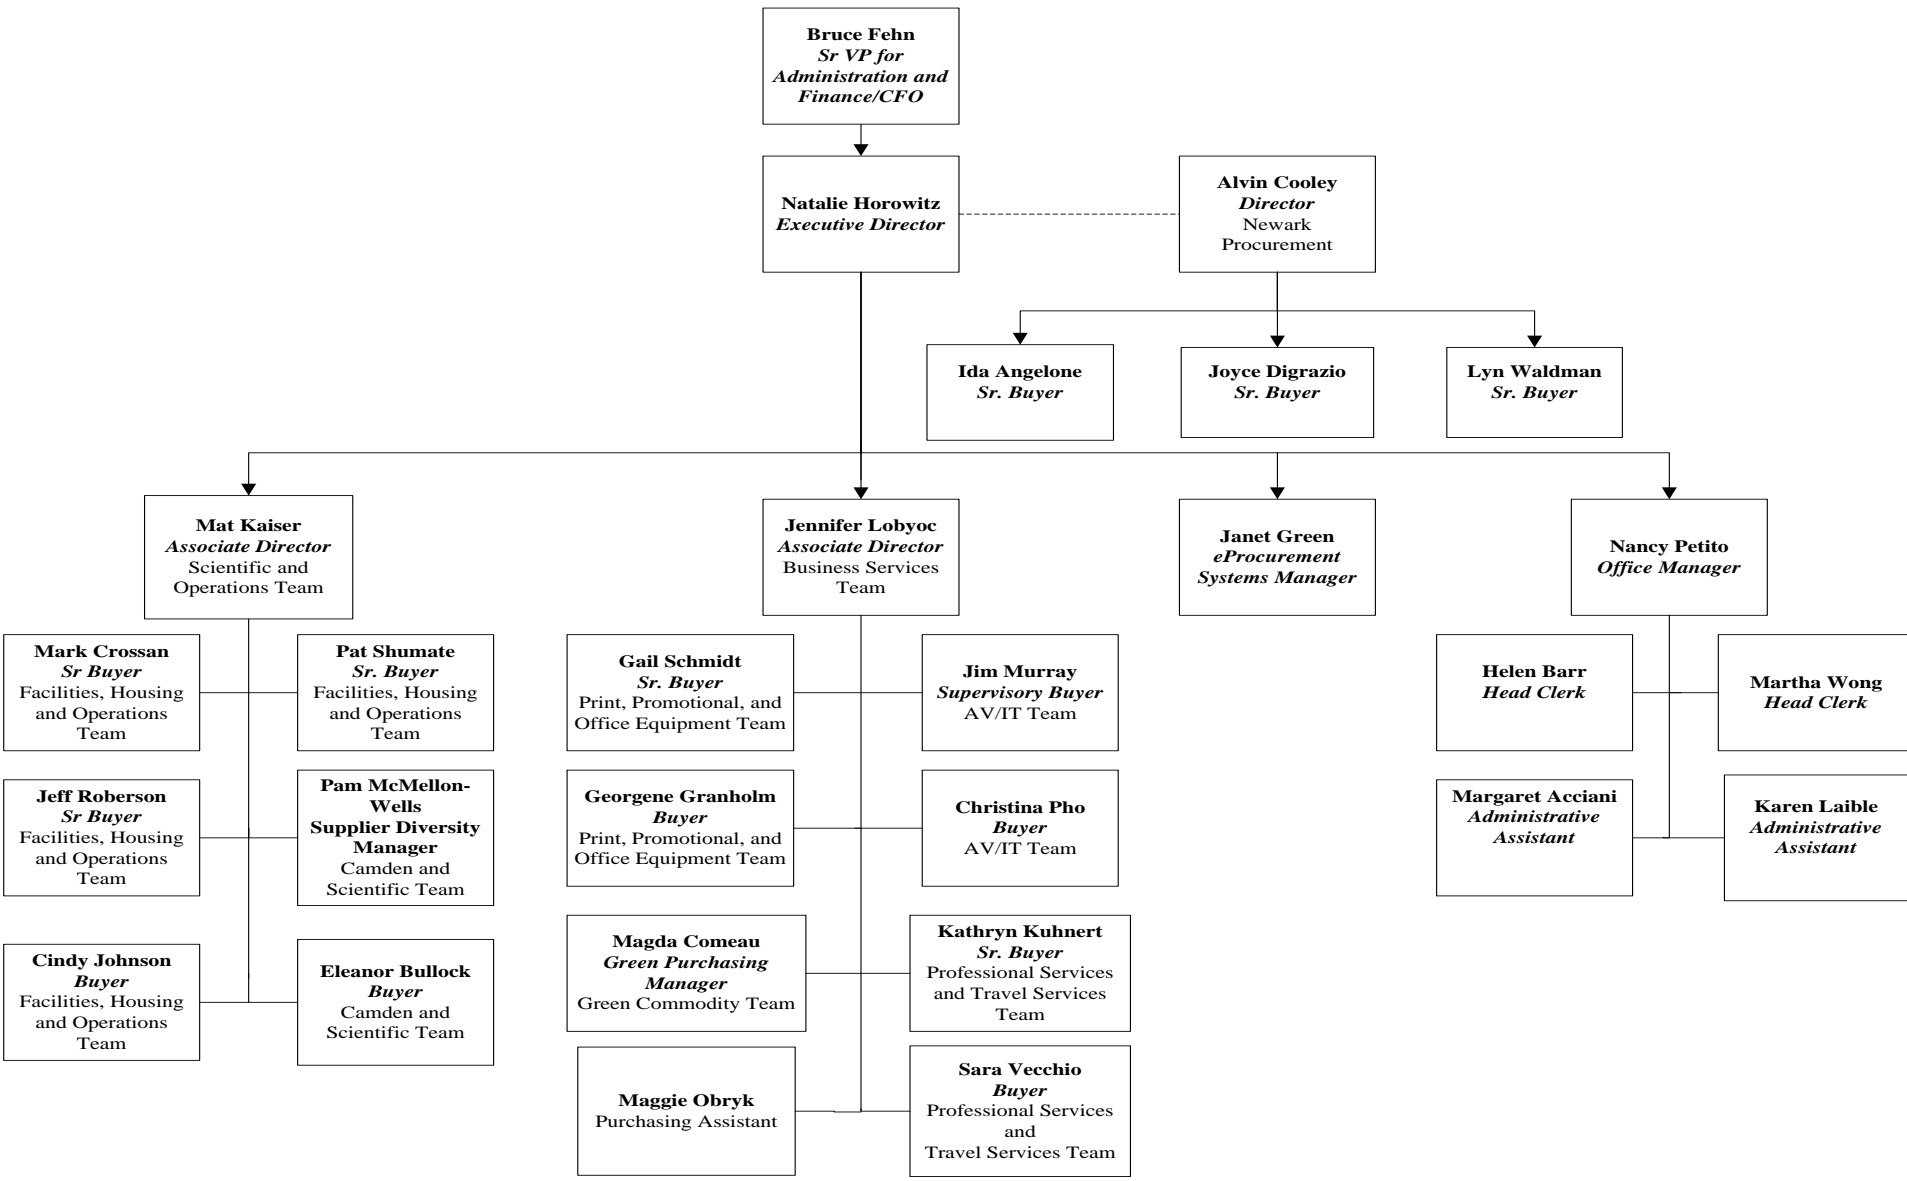 Bruce Fehn
Sr VP for
Administration and
Finance/CFO
Natalie Horowitz
Executive Director
Alvin Cooley
Director
Newark
Procurement
Ida Angelone
Sr. Buyer
Joyce Digrazio
Sr. Buyer
Lyn Waldman
Sr. Buyer
Mat Kaiser
Associate Director
Scientific and
Operations Team
Jennifer Lobyoc
Associate Director
Business Services
Team
Janet Green
eProcurement
Systems Manager
Nancy Petito
Office Manager
Mark Crossan
Sr Buyer
Facilities, Housing
and Operations
Team
Pat Shumate
Sr. Buyer
Facilities, Housing
and Operations
Team
Gail Schmidt
Sr. Buyer
Print, Promotional, and
Office Equipment Team
Jim Murray
Supervisory Buyer
AV/IT Team
Helen Barr
Head Clerk
Martha Wong
Head Clerk
Jeff Roberson
Sr Buyer
Facilities, Housing
and Operations
Team
Pam McMellon-
Wells
Supplier Diversity
Manager
Camden and
Scientific Team
Georgene Granholm
Buyer
Print, Promotional, and
Office Equipment Team
Christina Pho
Buyer
AV/IT Team
Margaret Acciani
Administrative
Assistant
Karen Laible
Administrative
Assistant
Cindy Johnson
Buyer
Facilities, Housing
and Operations
Team
Eleanor Bullock
Buyer
Camden and
Scientific Team
Magda Comeau
Green Purchasing
Manager
Green Commodity Team
Kathryn Kuhnert
Sr. Buyer
Professional Services
and Travel Services
Team
Maggie Obryk
Purchasing Assistant
Sara Vecchio
Buyer
Professional Services
and
Travel Services Team